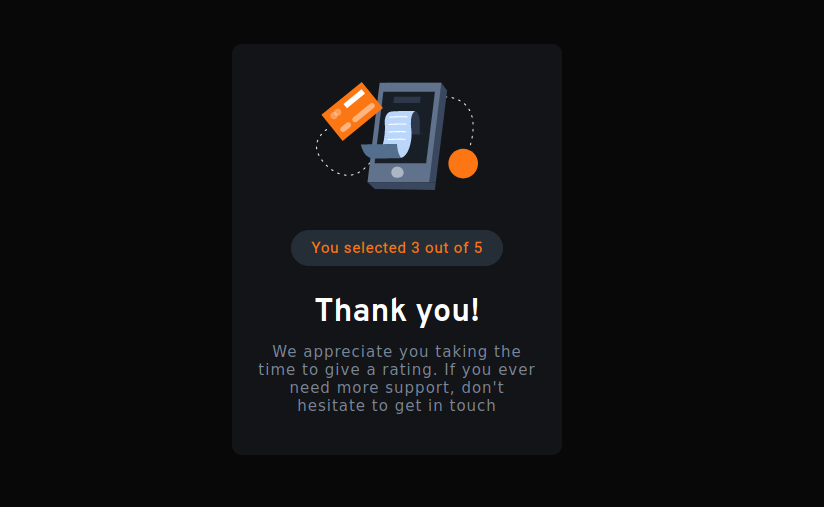 You selected 3 out of 5
Thank you!
We appreciate you taking the
time to give a rating. If you ever
need more support, don't
hesitate to get in touch